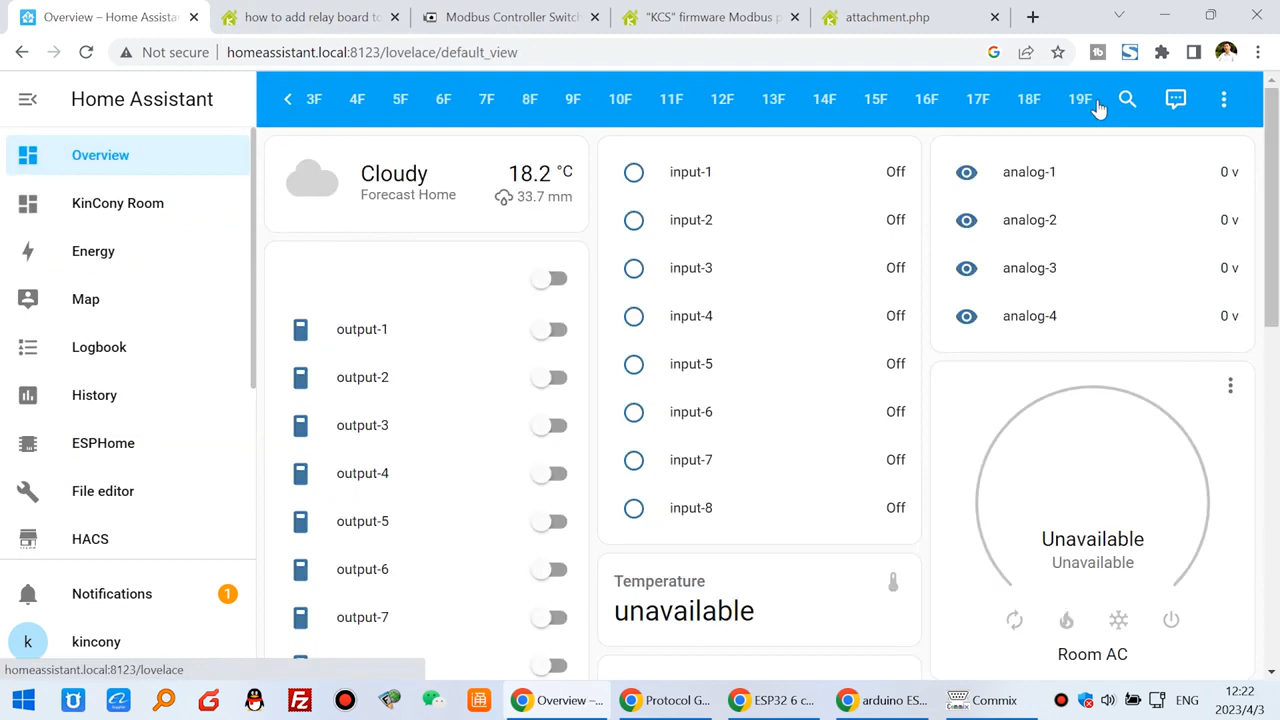 Overview – Home Assistant
how to add relay board to
Modbus Controller Switch
"KCS" firmware Modbus p
attachment.php
Not secure
homeassistant.local:8123/lovelace/default_view
Home Assistant
3F 4F 5F 6F 7F 8F 9F 10F 11F 12F 13F 14F 15F 16F 17F 18F 19F
Overview
KinCony Room
Energy
Map
Logbook
History
ESPHome
File editor
HACS
Notifications 1
k kincony
homeassistant.local:8123/lovelace
Cloudy
Forecast Home
18.2 °C
33.7 mm
output-1
output-2
output-3
output-4
output-5
output-6
output-7
input-1 Off
input-2 Off
input-3 Off
input-4 Off
input-5 Off
input-6 Off
input-7 Off
input-8 Off
Temperature
unavailable
analog-1 0 v
analog-2 0 v
analog-3 0 v
analog-4 0 v
Unavailable
Unavailable
Room AC
Overview –...
Protocol G...
ESP32 6 c...
arduino ES...
Commix
ENG
12:22
2023/4/3